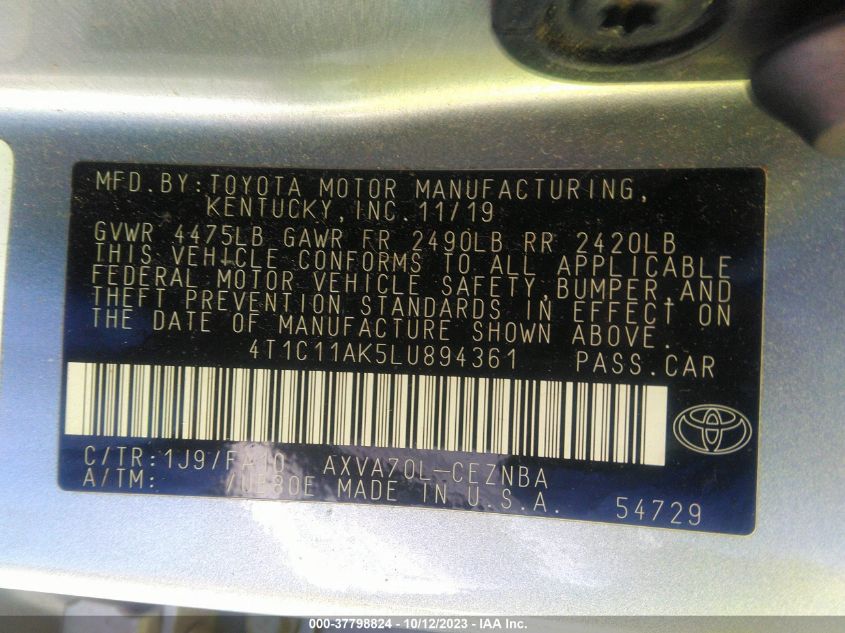 MFD.BY:TOYOTA MOTOR MANUFACTURING,
KENTUCKY, INC. 11/19
GVWR 4475LB GAWR FR 2490LB RR 2420LB
THIS VEHICLE CONFORMS TO ALL APPLICABLE
FEDERAL MOTOR VEHICLE SAFETY, BUMPER, AND
THEFT PREVENTION STANDARDS IN EFFECT ON
THE DATE OF MANUFACTURE SHOWN ABOVE.
4T1C11AK5LU894361 PASS.CAR
C/TR:1J9/FA10 AXVA70L-CEZNBA
A/TM: /UB80E MADE IN U.S.A. 54729
000-37798824 - 10/12/2023 - IAA Inc.